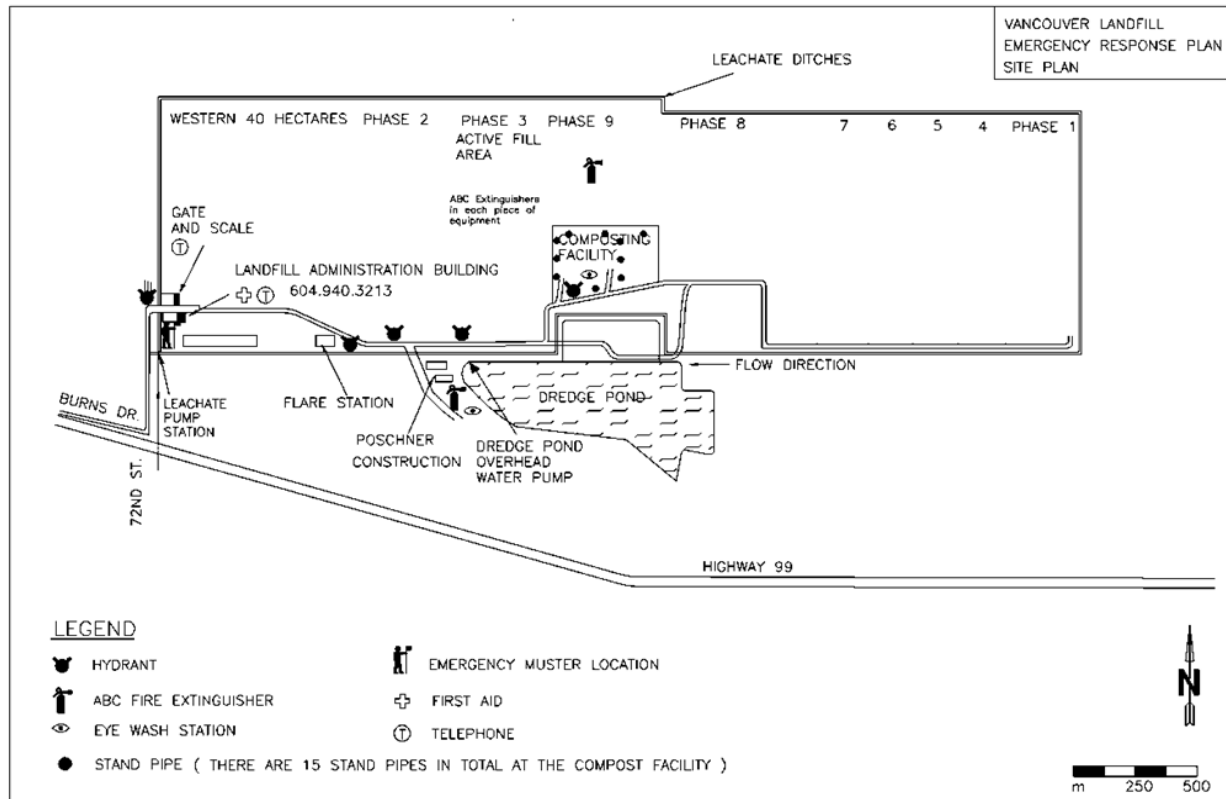 VANCOUVER LANDFILL
EMERGENCY RESPONSE PLAN
SITE PLAN
LEACHATE DITCHES
WESTERN 40 HECTARES
PHASE 2
PHASE 3
ACTIVE FILL
AREA
PHASE 9
PHASE 8
7
6
5
4
PHASE 1
ABC Extinguishers
in each piece of
equipment
GATE
AND SCALE
T
COMPOSTING
FACILITY
LANDFILL ADMINISTRATION BUILDING
T
604.940.3213
FLOW DIRECTION
BURNS DR.
LEACHATE
PUMP
STATION
FLARE STATION
DREDGE POND
POSCHNER
CONSTRUCTION
DREDGE POND
OVERHEAD
WATER PUMP
72ND ST.
HIGHWAY 99
LEGEND
HYDRANT
EMERGENCY MUSTER LOCATION
ABC FIRE EXTINGUISHER
FIRST AID
EYE WASH STATION
T
TELEPHONE
STAND PIPE ( THERE ARE 15 STAND PIPES IN TOTAL AT THE COMPOST FACILITY )
N
m 250 500